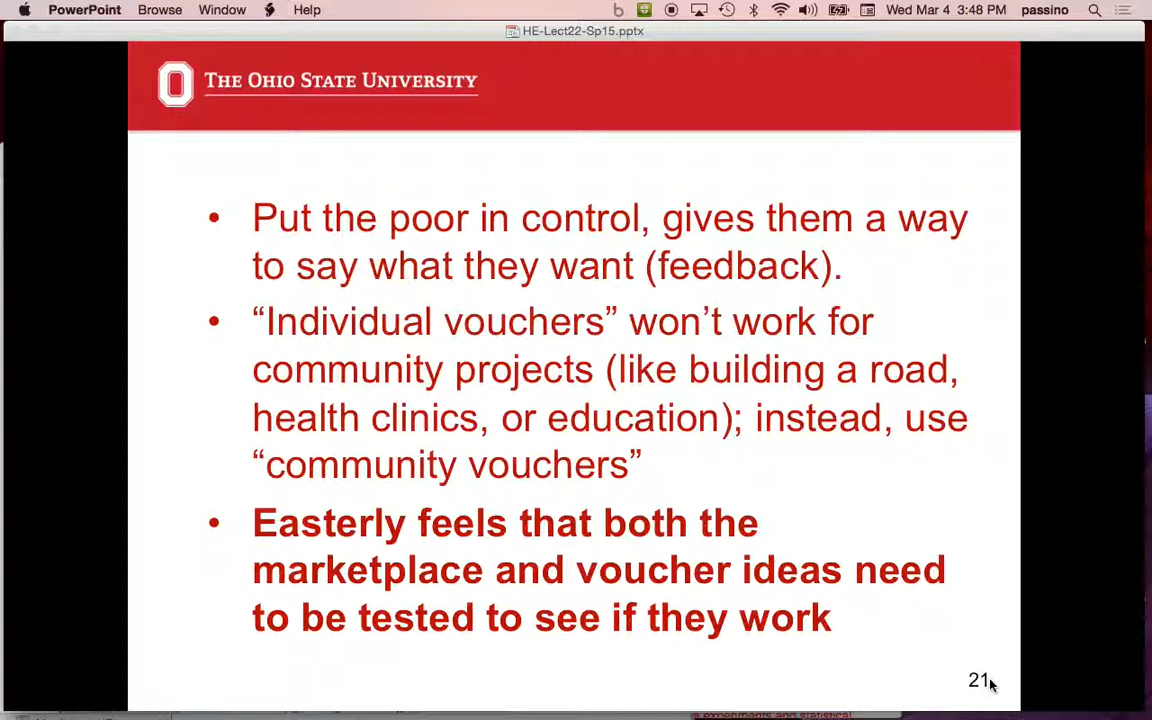 PowerPoint Browse Window Help Wed Mar 4 3:48 PM passino
HE-Lect22-Sp15.pptx
THE OHIO STATE UNIVERSITY
• Put the poor in control, gives them a way
to say what they want (feedback).
• “Individual vouchers” won’t work for
community projects (like building a road,
health clinics, or education); instead, use
“community vouchers”
• Easterly feels that both the
marketplace and voucher ideas need
to be tested to see if they work
21
experiments and statistical